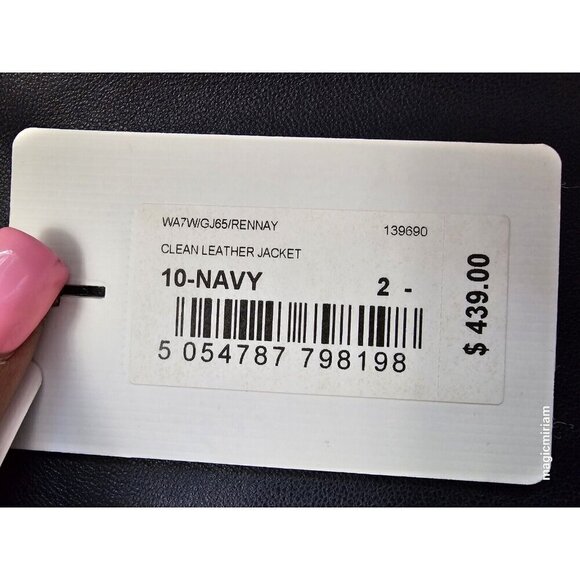 WA7W/GJ65/RENNAY 139690
CLEAN LEATHER JACKET
10-NAVY 2 -
5 054787 798198
$ 439.00
magicmiriam